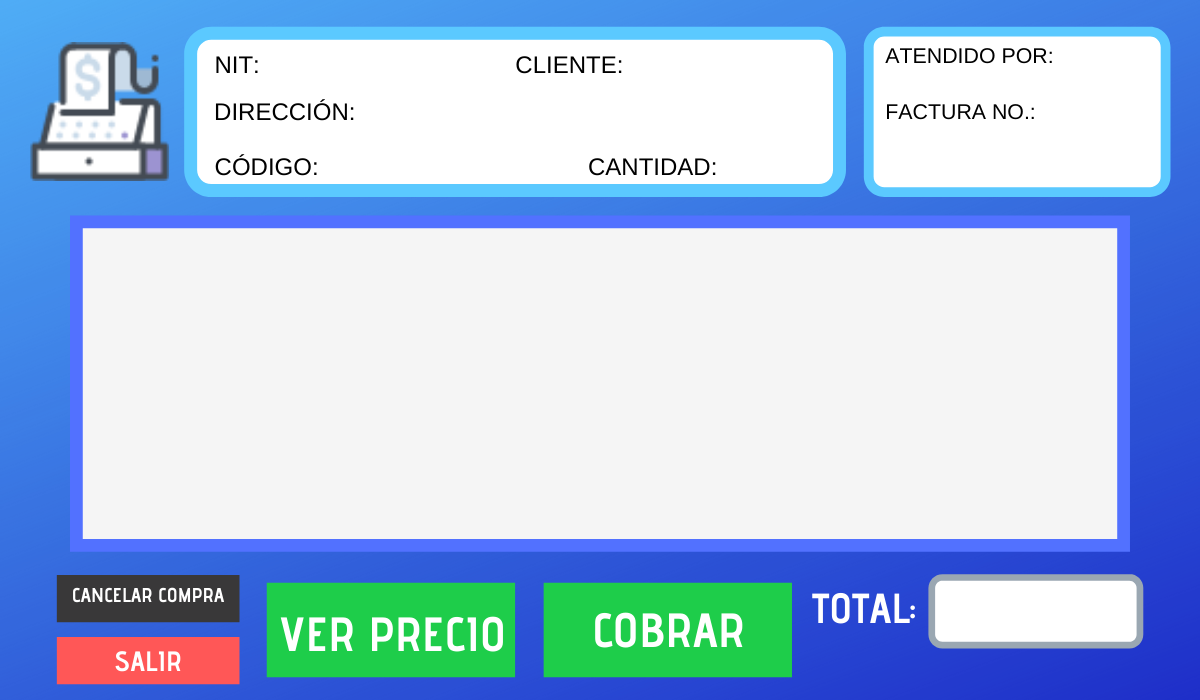 $
NIT: CLIENTE:
DIRECCIÓN:
CÓDIGO: CANTIDAD:
ATENDIDO POR:
FACTURA NO.:
CANCELAR COMPRA
SALIR
VER PRECIO
COBRAR
TOTAL: